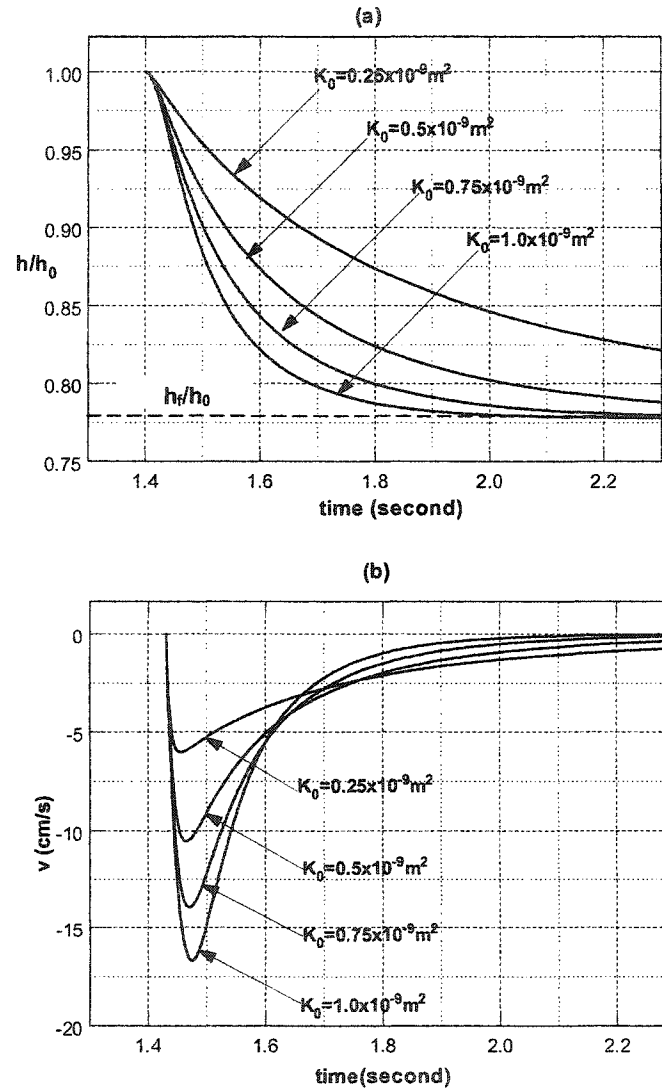 (a)
1.00
0.95
0.90
0.85
0.80
0.75
h/h₀
K₀=0.25x10⁻⁹m²
K₀=0.5x10⁻⁹m²
K₀=0.75x10⁻⁹m²
K₀=1.0x10⁻⁹m²
h_f/h₀
1.4 1.6 1.8 2.0 2.2
time (second)
(b)
0
-5
-10
-15
-20
v (cm/s)
K₀=0.25x10⁻⁹m²
K₀=0.5x10⁻⁹m²
K₀=0.75x10⁻⁹m²
K₀=1.0x10⁻⁹m²
1.4 1.6 1.8 2.0 2.2
time(second)